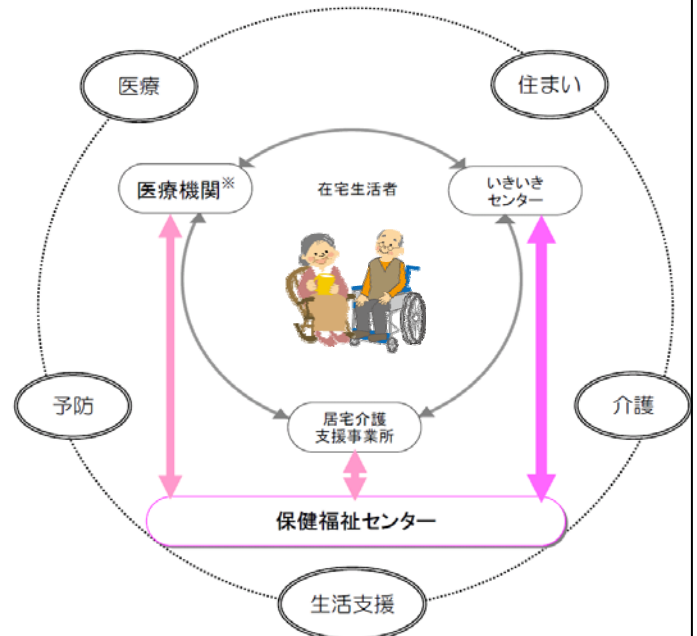 医療
住まい
医療機関※
在宅生活者
いきいき
センター
予防
介護
居宅介護
支援事業所
保健福祉センター
生活支援